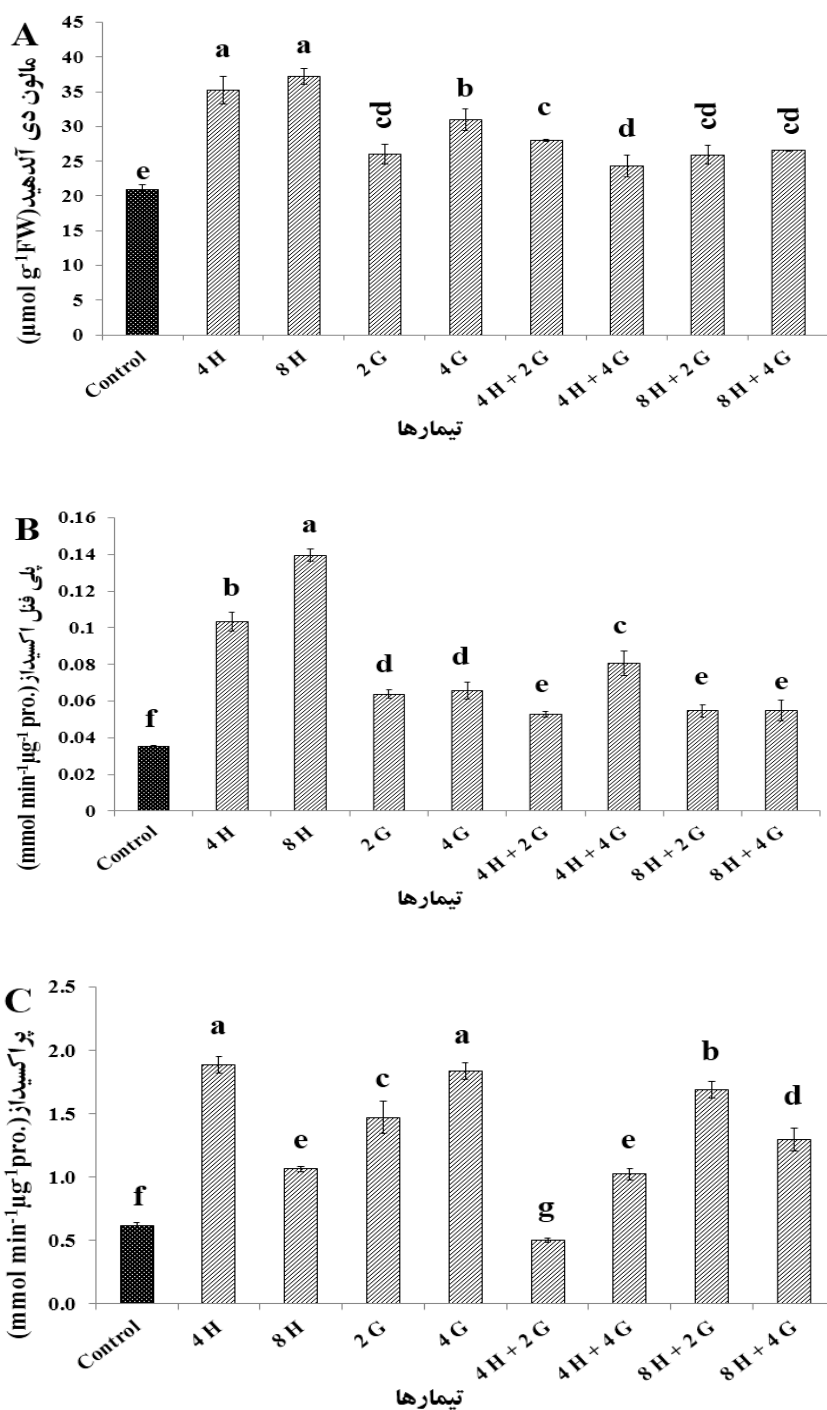 A
مالون دی آلدهید(μmol g-1FW)
45
40
35
30
25
20
15
10
5
0
e
a
a
cd
b
c
d
cd
cd
Control
4 H
8 H
2 G
4 G
4 H + 2 G
4 H + 4 G
8 H + 2 G
8 H + 4 G
تیمارها
B
پلی فنل اکسیداز(mmol min-1μg-1 pro.)
0.16
0.14
0.12
0.1
0.08
0.06
0.04
0.02
0
f
b
a
d
d
e
c
e
e
Control
4 H
8 H
2 G
4 G
4 H + 2 G
4 H + 4 G
8 H + 2 G
8 H + 4 G
تیمارها
C
پراکسیداز(mmol min-1μg-1pro.)
2.5
2.0
1.5
1.0
0.5
0.0
f
a
e
c
a
g
e
b
d
Control
4 H
8 H
2 G
4 G
4 H + 2 G
4 H + 4 G
8 H + 2 G
8 H + 4 G
تیمارها